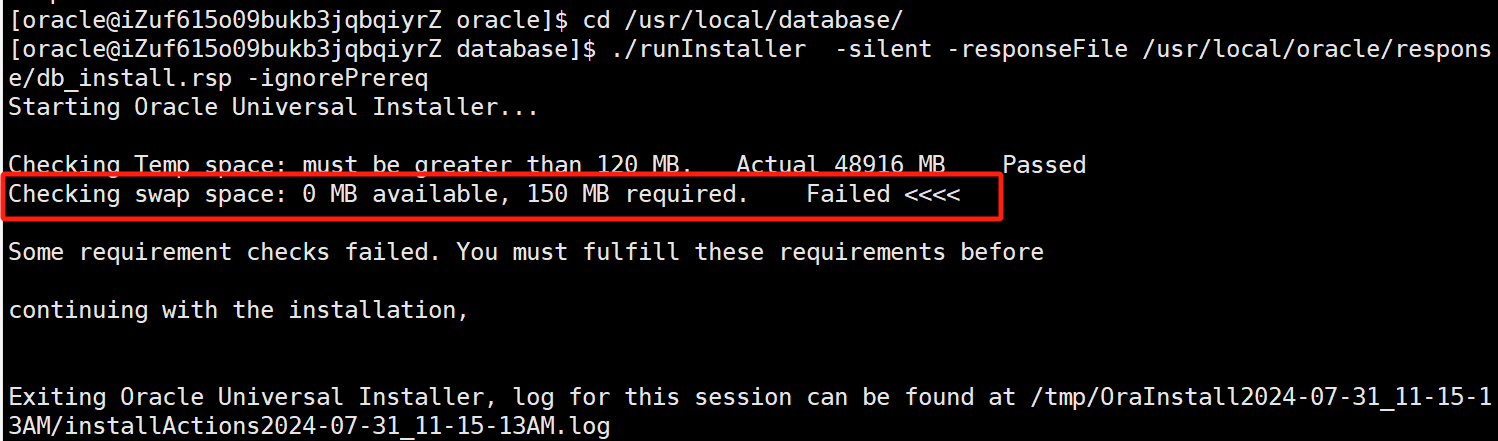 [oracle@iZuf615o09bukb3jqbqiyrZ oracle]$ cd /usr/local/database/
[oracle@iZuf615o09bukb3jqbqiyrZ database]$ ./runInstaller  -silent -responseFile /usr/local/oracle/respons
e/db_install.rsp -ignorePrereq
Starting Oracle Universal Installer...
Checking Temp space: must be greater than 120 MB.   Actual 48916 MB    Passed
Checking swap space: 0 MB available, 150 MB required.    Failed <<<<
Some requirement checks failed. You must fulfill these requirements before
continuing with the installation,
Exiting Oracle Universal Installer, log for this session can be found at /tmp/OraInstall2024-07-31_11-15-1
3AM/installActions2024-07-31_11-15-13AM.log